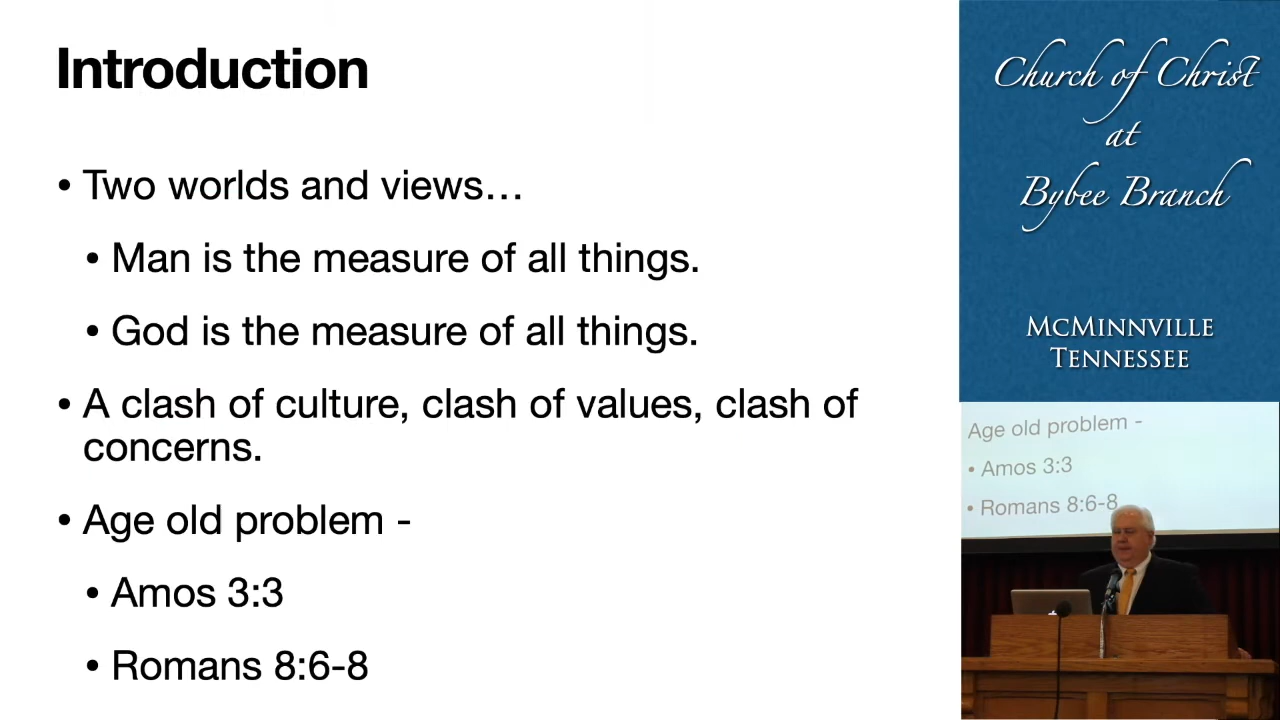 Introduction
• Two worlds and views…
• Man is the measure of all things.
• God is the measure of all things.
• A clash of culture, clash of values, clash of
concerns.
• Age old problem -
• Amos 3:3
• Romans 8:6-8
Church of Christ
at
Bybee Branch
McMinnville
Tennessee
Age old problem -
• Amos 3:3
• Romans 8:6-8